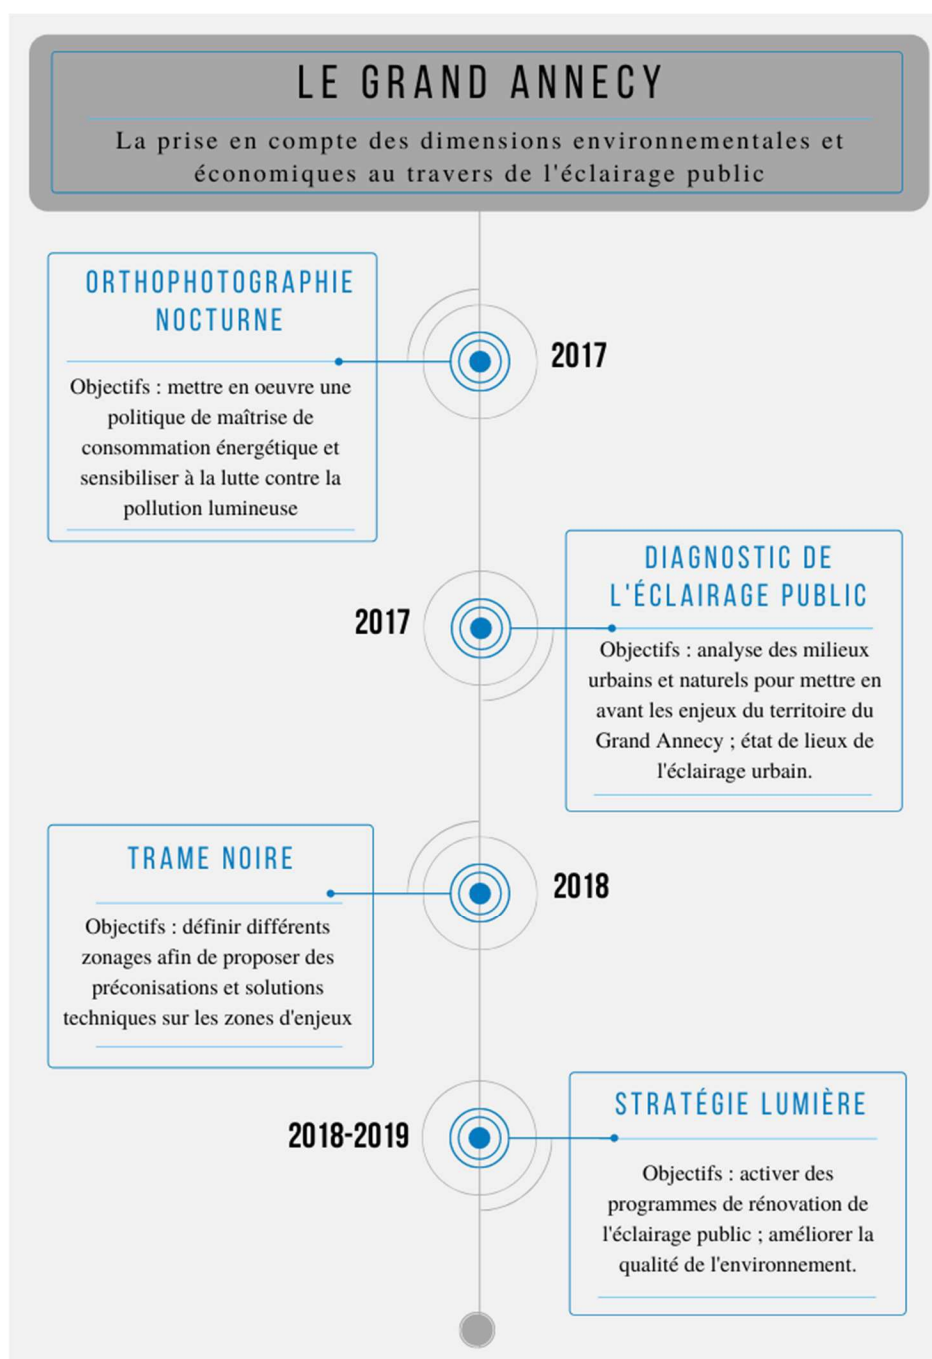 LE GRAND ANNECY
La prise en compte des dimensions environnementales et
économiques au travers de l'éclairage public
ORTHOPHOTOGRAPHIE
NOCTURNE
2017
Objectifs : mettre en oeuvre une
politique de maîtrise de
consommation énergétique et
sensibiliser à la lutte contre la
pollution lumineuse
DIAGNOSTIC DE
L'ÉCLAIRAGE PUBLIC
2017
Objectifs : analyse des milieux
urbains et naturels pour mettre en
avant les enjeux du territoire du
Grand Annecy ; état de lieux de
l'éclairage urbain.
TRAME NOIRE
2018
Objectifs : définir différents
zonages afin de proposer des
préconisations et solutions
techniques sur les zones d'enjeux
STRATÉGIE LUMIÈRE
2018-2019
Objectifs : activer des
programmes de rénovation de
l'éclairage public ; améliorer la
qualité de l'environnement.